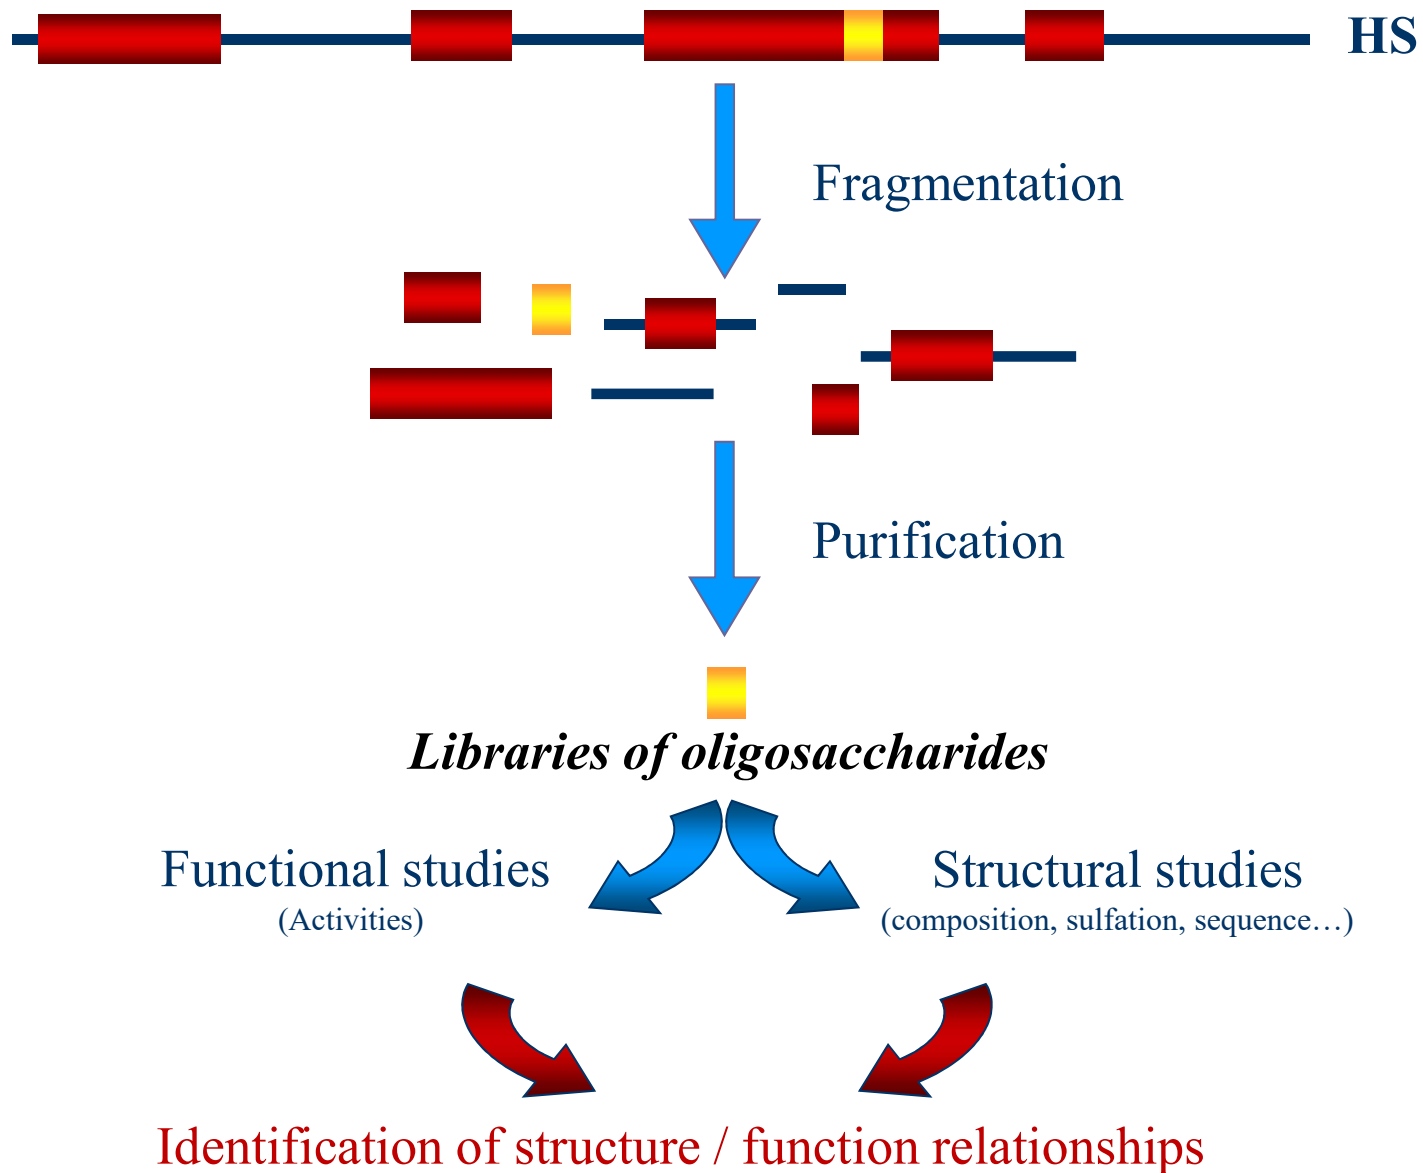 HS
Fragmentation
Purification
Libraries of oligosaccharides
Functional studies
(Activities)
Structural studies
(composition, sulfation, sequence…)
Identification of structure / function relationships